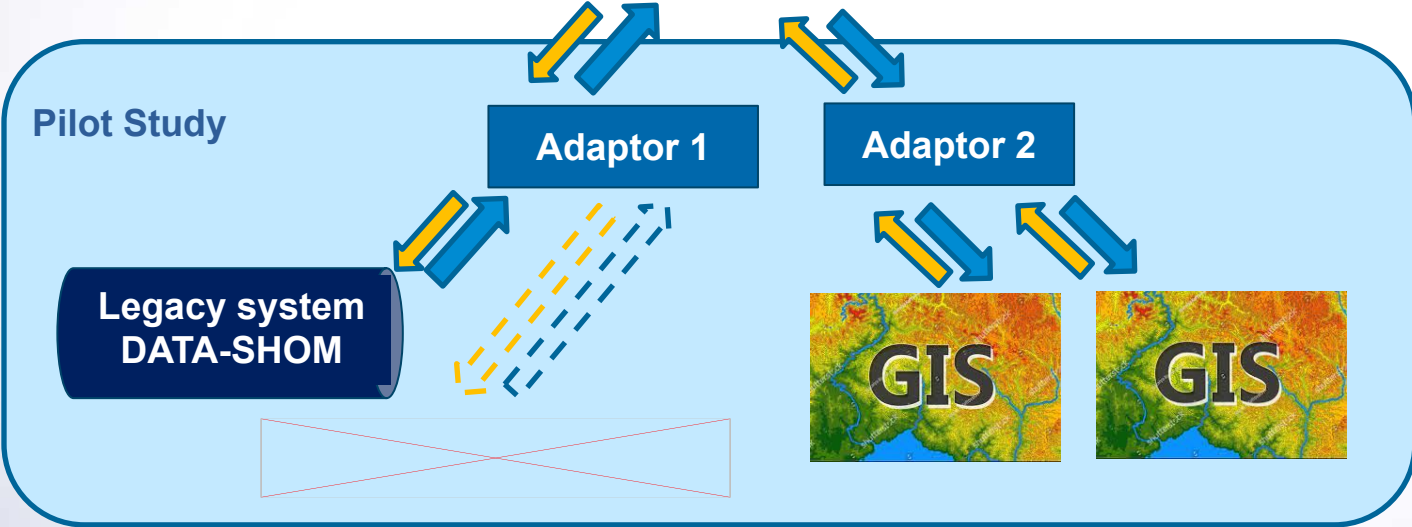 Pilot Study
Adaptor 1
Adaptor 2
Legacy system
DATA-SHOM
GIS
GIS